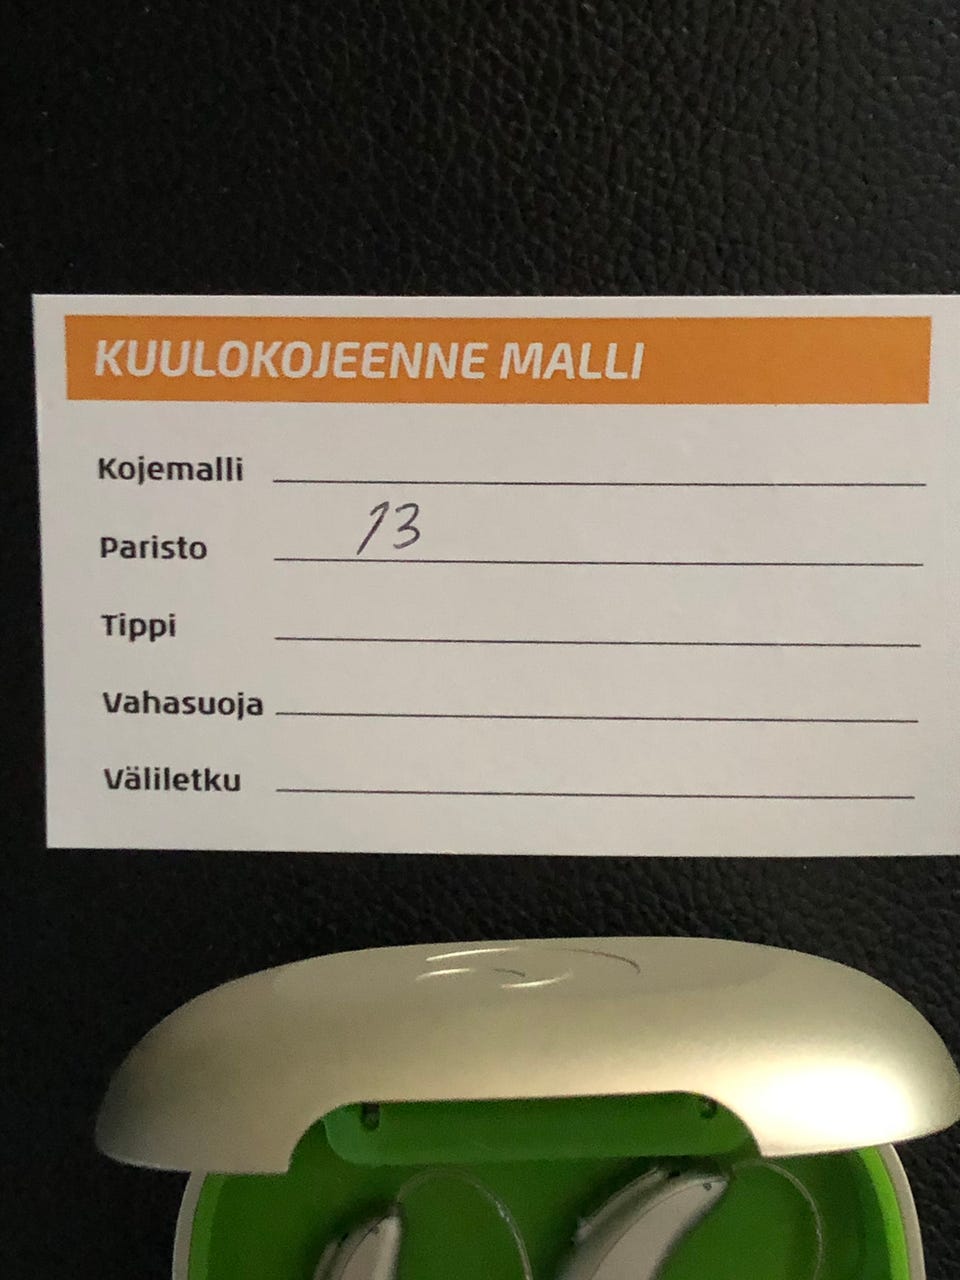 KUULOKOJEENNE MALLI
Kojemalli
Paristo 13
Tippi
Vahasuoja
Väliletku